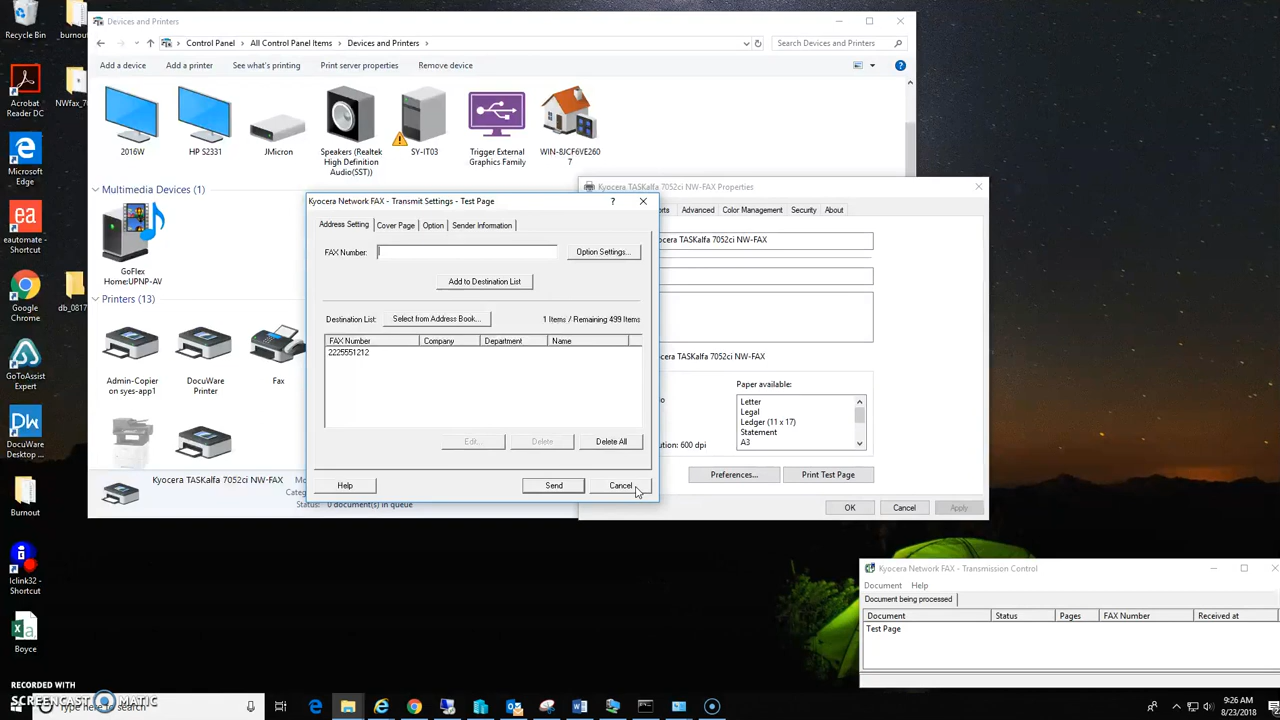 Recycle Bin
_burnout
Acrobat
Reader DC
NWfax_70
Microsoft
Edge
eautomate -
Shortcut
Google
Chrome
db_0817
GoToAssist
Expert
DocuWare
Desktop ...
Burnout
Iclink32 -
Shortcut
Boyce
Devices and Printers
Control Panel
All Control Panel Items
Devices and Printers
Search Devices and Printers
Add a device
Add a printer
See what's printing
Print server properties
Remove device
2016W
HP S2331
JMicron
Speakers (Realtek
High Definition
Audio(SST))
SY-IT03
Trigger External
Graphics Family
WIN-8JCF6VE260
7
Multimedia Devices (1)
GoFlex
Home:UPNP-AV
Printers (13)
Admin-Copier
on syes-app1
DocuWare
Printer
Fax
Kyocera TASKalfa 7052ci NW-FAX
Status:
0 document(s) in queue
Kyocera Network FAX - Transmit Settings - Test Page
Address Setting
Cover Page
Option
Sender Information
FAX Number:
Option Settings...
Add to Destination List
Destination List:
Select from Address Book...
1 Items / Remaining 499 Items
FAX Number
Company
Department
Name
2225551212
Edit...
Delete
Delete All
Help
Send
Cancel
Kyocera TASKalfa 7052ci NW-FAX Properties
Advanced
Color Management
Security
About
ocera TASKalfa 7052ci NW-FAX
cera TASKalfa 7052ci NW-FAX
Paper available:
Letter
Legal
Ledger (11 x 17)
Statement
A3
ution: 600 dpi
Preferences...
Print Test Page
OK
Cancel
Apply
Kyocera Network FAX - Transmission Control
Document
Help
Document being processed
Document
Status
Pages
FAX Number
Received at
Test Page
RECORDED WITH
SCREENCAST MATIC
9:26 AM
8/23/2018